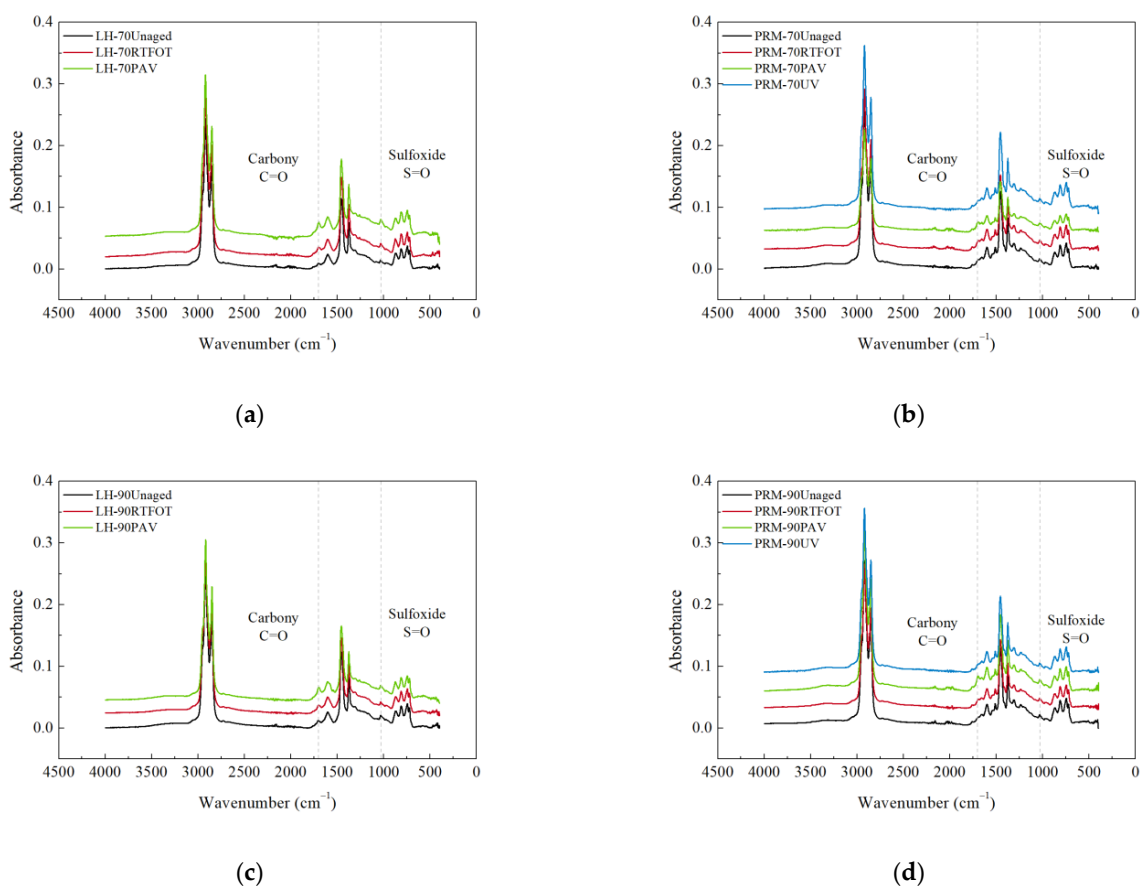 0.4
LH-70Unaged
LH-70RTFOT
LH-70PAV
0.3
0.2
Carbony
C=O
Sulfoxide
S=O
0.1
0.0
Absorbance
4500 4000 3500 3000 2500 2000 1500 1000 500 0
Wavenumber (cm⁻¹)
(a)
0.4
PRM-70Unaged
PRM-70RTFOT
PRM-70PAV
PRM-70UV
0.3
0.2
Carbony
C=O
Sulfoxide
S=O
0.1
0.0
Absorbance
4500 4000 3500 3000 2500 2000 1500 1000 500 0
Wavenumber (cm⁻¹)
(b)
0.4
LH-90Unaged
LH-90RTFOT
LH-90PAV
0.3
0.2
Carbony
C=O
Sulfoxide
S=O
0.1
0.0
Absorbance
4500 4000 3500 3000 2500 2000 1500 1000 500 0
Wavenumber (cm⁻¹)
(c)
0.4
PRM-90Unaged
PRM-90RTFOT
PRM-90PAV
PRM-90UV
0.3
0.2
Carbony
C=O
Sulfoxide
S=O
0.1
0.0
Absorbance
4500 4000 3500 3000 2500 2000 1500 1000 500 0
Wavenumber (cm⁻¹)
(d)